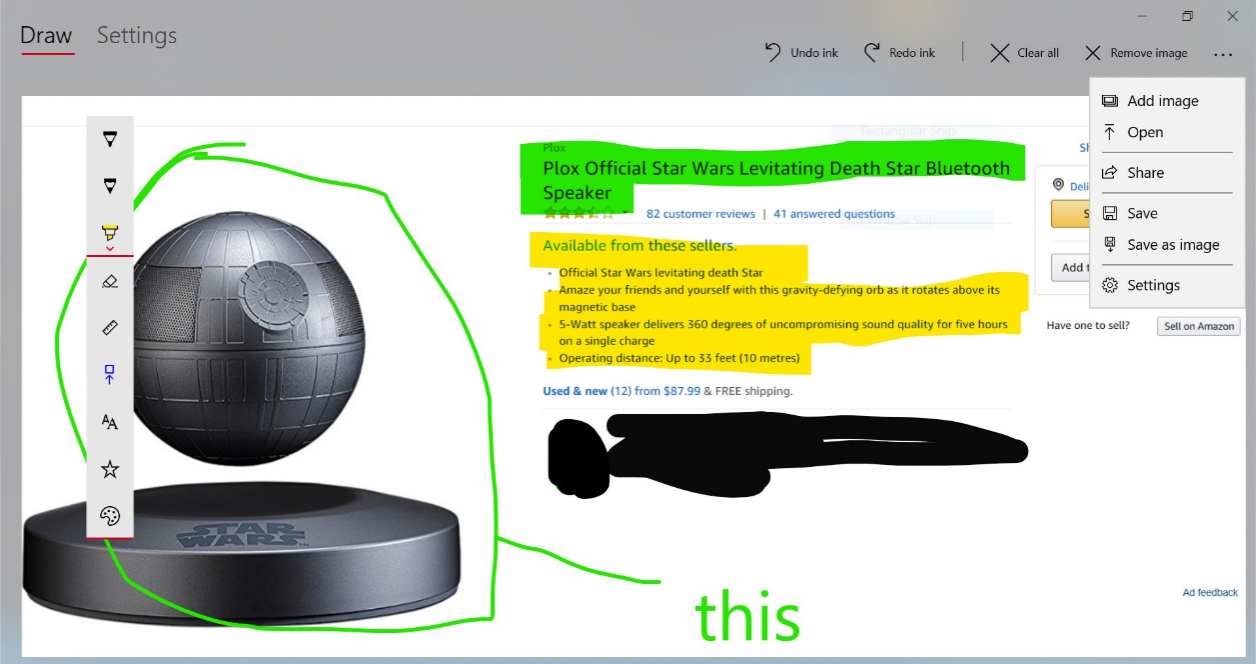 Draw Settings
Undo ink Redo ink Clear all Remove image ...
Add image
Open
Share
Save
Save as image
Settings
Rectangular Snip
Plox
Plox Official Star Wars Levitating Death Star Bluetooth
Speaker
82 customer reviews | 41 answered questions
Available from these sellers.
• Official Star Wars levitating death Star
• Amaze your friends and yourself with this gravity-defying orb as it rotates above its
magnetic base
• 5-Watt speaker delivers 360 degrees of uncompromising sound quality for five hours
on a single charge
• Operating distance: Up to 33 feet (10 metres)
Used & new (12) from $87.99 & FREE shipping.
Sh
Deli
S
Add t
Have one to sell? Sell on Amazon
AA
STAR
WARS
Ad feedback
this